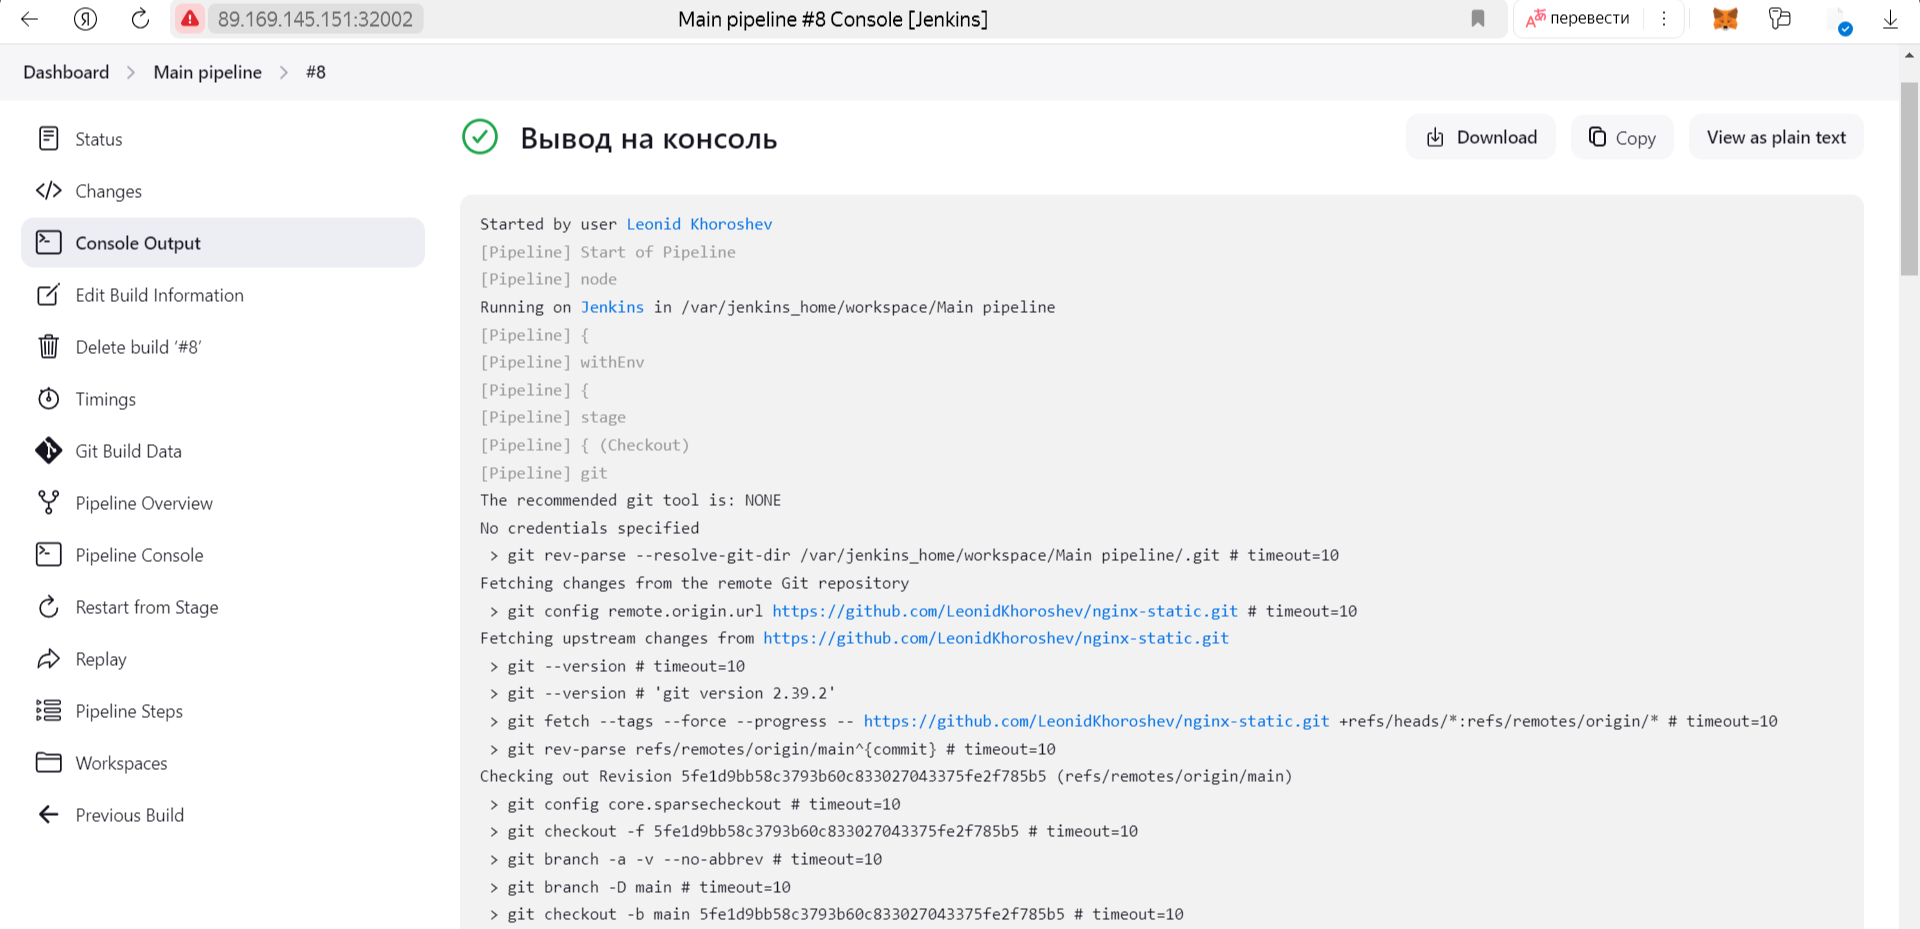 89.169.145.151:32002
Main pipeline #8 Console [Jenkins]
перевести
Dashboard
Main pipeline
#8
Status
Changes
Console Output
Edit Build Information
Delete build ‘#8’
Timings
Git Build Data
Pipeline Overview
Pipeline Console
Restart from Stage
Replay
Pipeline Steps
Workspaces
Previous Build
Вывод на консоль
Download
Copy
View as plain text
Started by user Leonid Khoroshev
[Pipeline] Start of Pipeline
[Pipeline] node
Running on Jenkins in /var/jenkins_home/workspace/Main pipeline
[Pipeline] {
[Pipeline] withEnv
[Pipeline] {
[Pipeline] stage
[Pipeline] { (Checkout)
[Pipeline] git
The recommended git tool is: NONE
No credentials specified
> git rev-parse --resolve-git-dir /var/jenkins_home/workspace/Main pipeline/.git # timeout=10
Fetching changes from the remote Git repository
> git config remote.origin.url https://github.com/LeonidKhoroshev/nginx-static.git # timeout=10
Fetching upstream changes from https://github.com/LeonidKhoroshev/nginx-static.git
> git --version # timeout=10
> git --version # 'git version 2.39.2'
> git fetch --tags --force --progress -- https://github.com/LeonidKhoroshev/nginx-static.git +refs/heads/*:refs/remotes/origin/* # timeout=10
> git rev-parse refs/remotes/origin/main^{commit} # timeout=10
Checking out Revision 5fe1d9bb58c3793b60c833027043375fe2f785b5 (refs/remotes/origin/main)
> git config core.sparsecheckout # timeout=10
> git checkout -f 5fe1d9bb58c3793b60c833027043375fe2f785b5 # timeout=10
> git branch -a -v --no-abbrev # timeout=10
> git branch -D main # timeout=10
> git checkout -b main 5fe1d9bb58c3793b60c833027043375fe2f785b5 # timeout=10